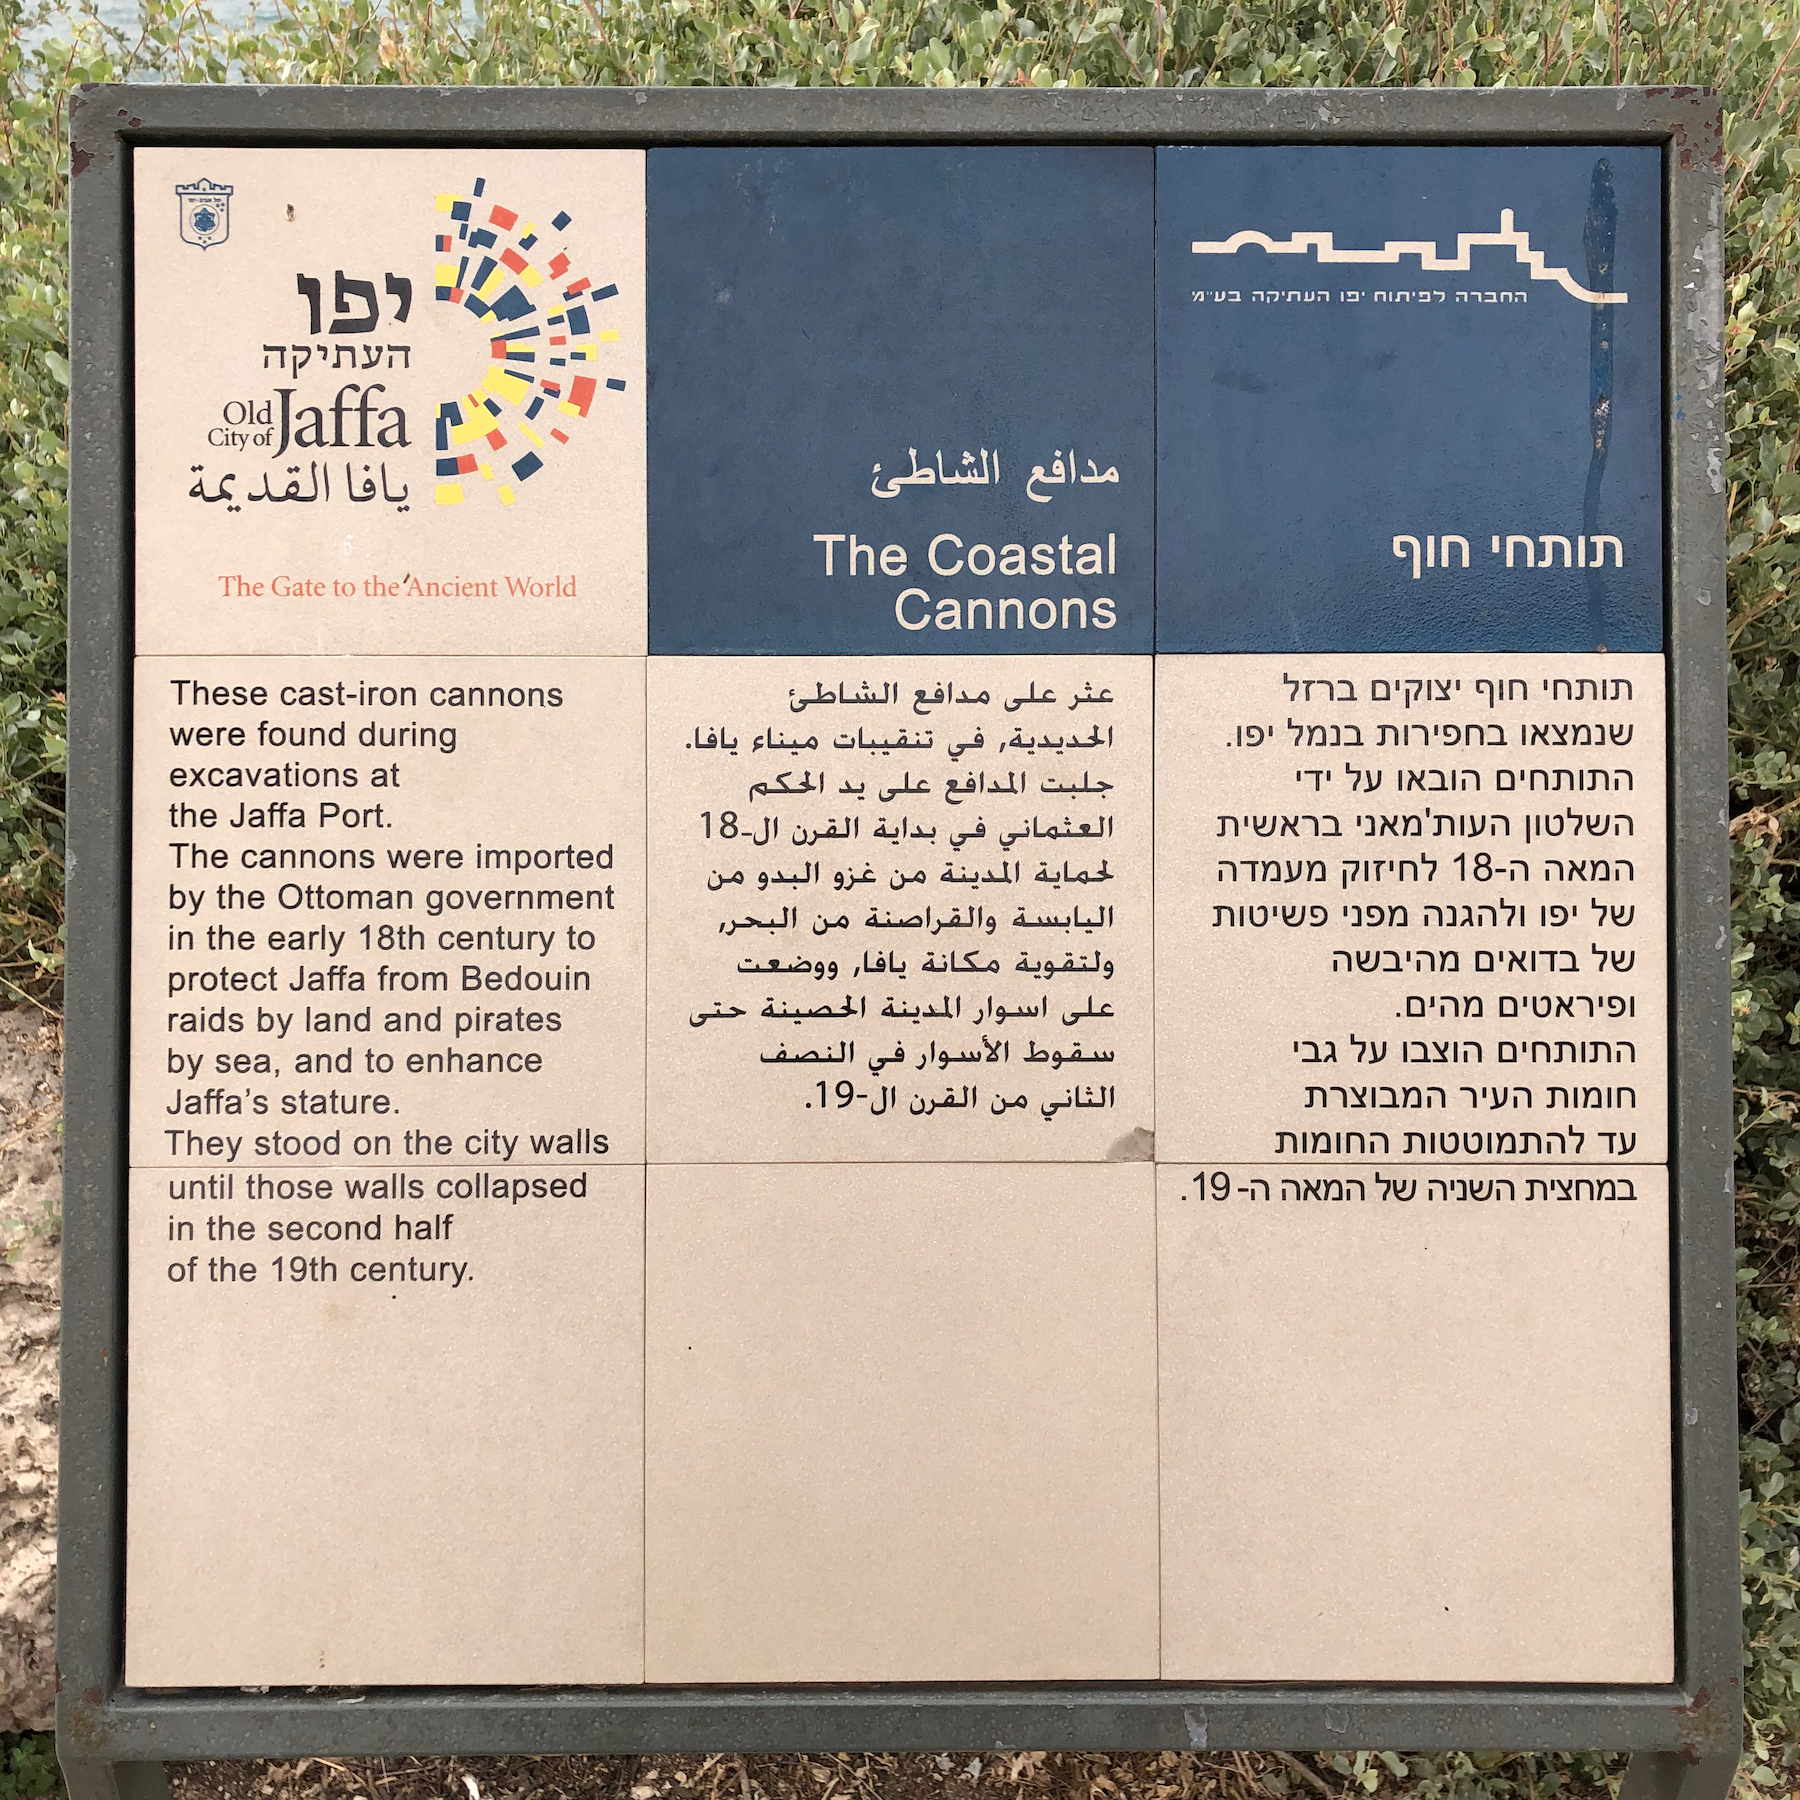 תל אביב-יפו
יפו
העתיקה
Old
City of Jaffa
يافا القديمة
The Gate to the Ancient World
مدافع الشاطئ
The Coastal
Cannons
החברה לפיתוח יפו העתיקה בע"מ
תותחי חוף
These cast-iron cannons
were found during
excavations at
the Jaffa Port.
The cannons were imported
by the Ottoman government
in the early 18th century to
protect Jaffa from Bedouin
raids by land and pirates
by sea, and to enhance
Jaffa's stature.
They stood on the city walls
until those walls collapsed
in the second half
of the 19th century.
عثر على مدافع الشاطئ
الحديدية, في تنقيبات ميناء يافا.
جلبت المدافع على يد الحكم
العثماني في بداية القرن ال-18
لحماية المدينة من غزو البدو من
اليابسة والقراصنة من البحر,
ولتقوية مكانة يافا, ووضعت
على اسوار المدينة الحصينة حتى
سقوط الأسوار في النصف
الثاني من القرن ال-19.
תותחי חוף יצוקים ברזל
שנמצאו בחפירות בנמל יפו.
התותחים הובאו על ידי
השלטון העות'מאני בראשית
המאה ה-18 לחיזוק מעמדה
של יפו ולהגנה מפני פשיטות
של בדואים מהיבשה
ופיראטים מהים.
התותחים הוצבו על גבי
חומות העיר המבוצרת
עד להתמוטטות החומות
במחצית השניה של המאה ה-19.